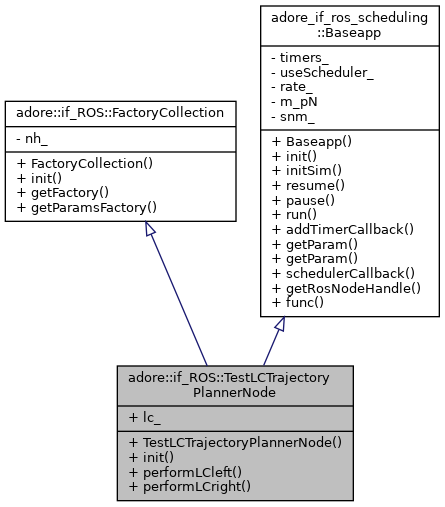 adore_if_ros_scheduling
::Baseapp
- timers_
- useScheduler_
- rate_
- m_pN
- snm_
+ Baseapp()
+ init()
+ initSim()
+ resume()
+ pause()
+ run()
+ addTimerCallback()
+ getParam()
+ getParam()
+ schedulerCallback()
+ getRosNodeHandle()
+ func()
adore::if_ROS::FactoryCollection
- nh_
+ FactoryCollection()
+ init()
+ getFactory()
+ getParamsFactory()
adore::if_ROS::TestLCTrajectory
PlannerNode
+ lc_
+ TestLCTrajectoryPlannerNode()
+ init()
+ performLCleft()
+ performLCright()